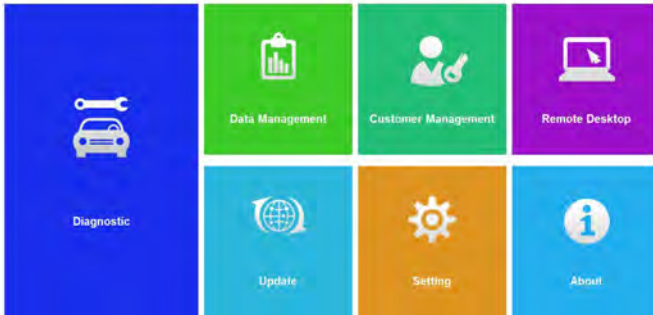 Diagnostic
Data Management
Customer Management
Remote Desktop
Update
Setting
About